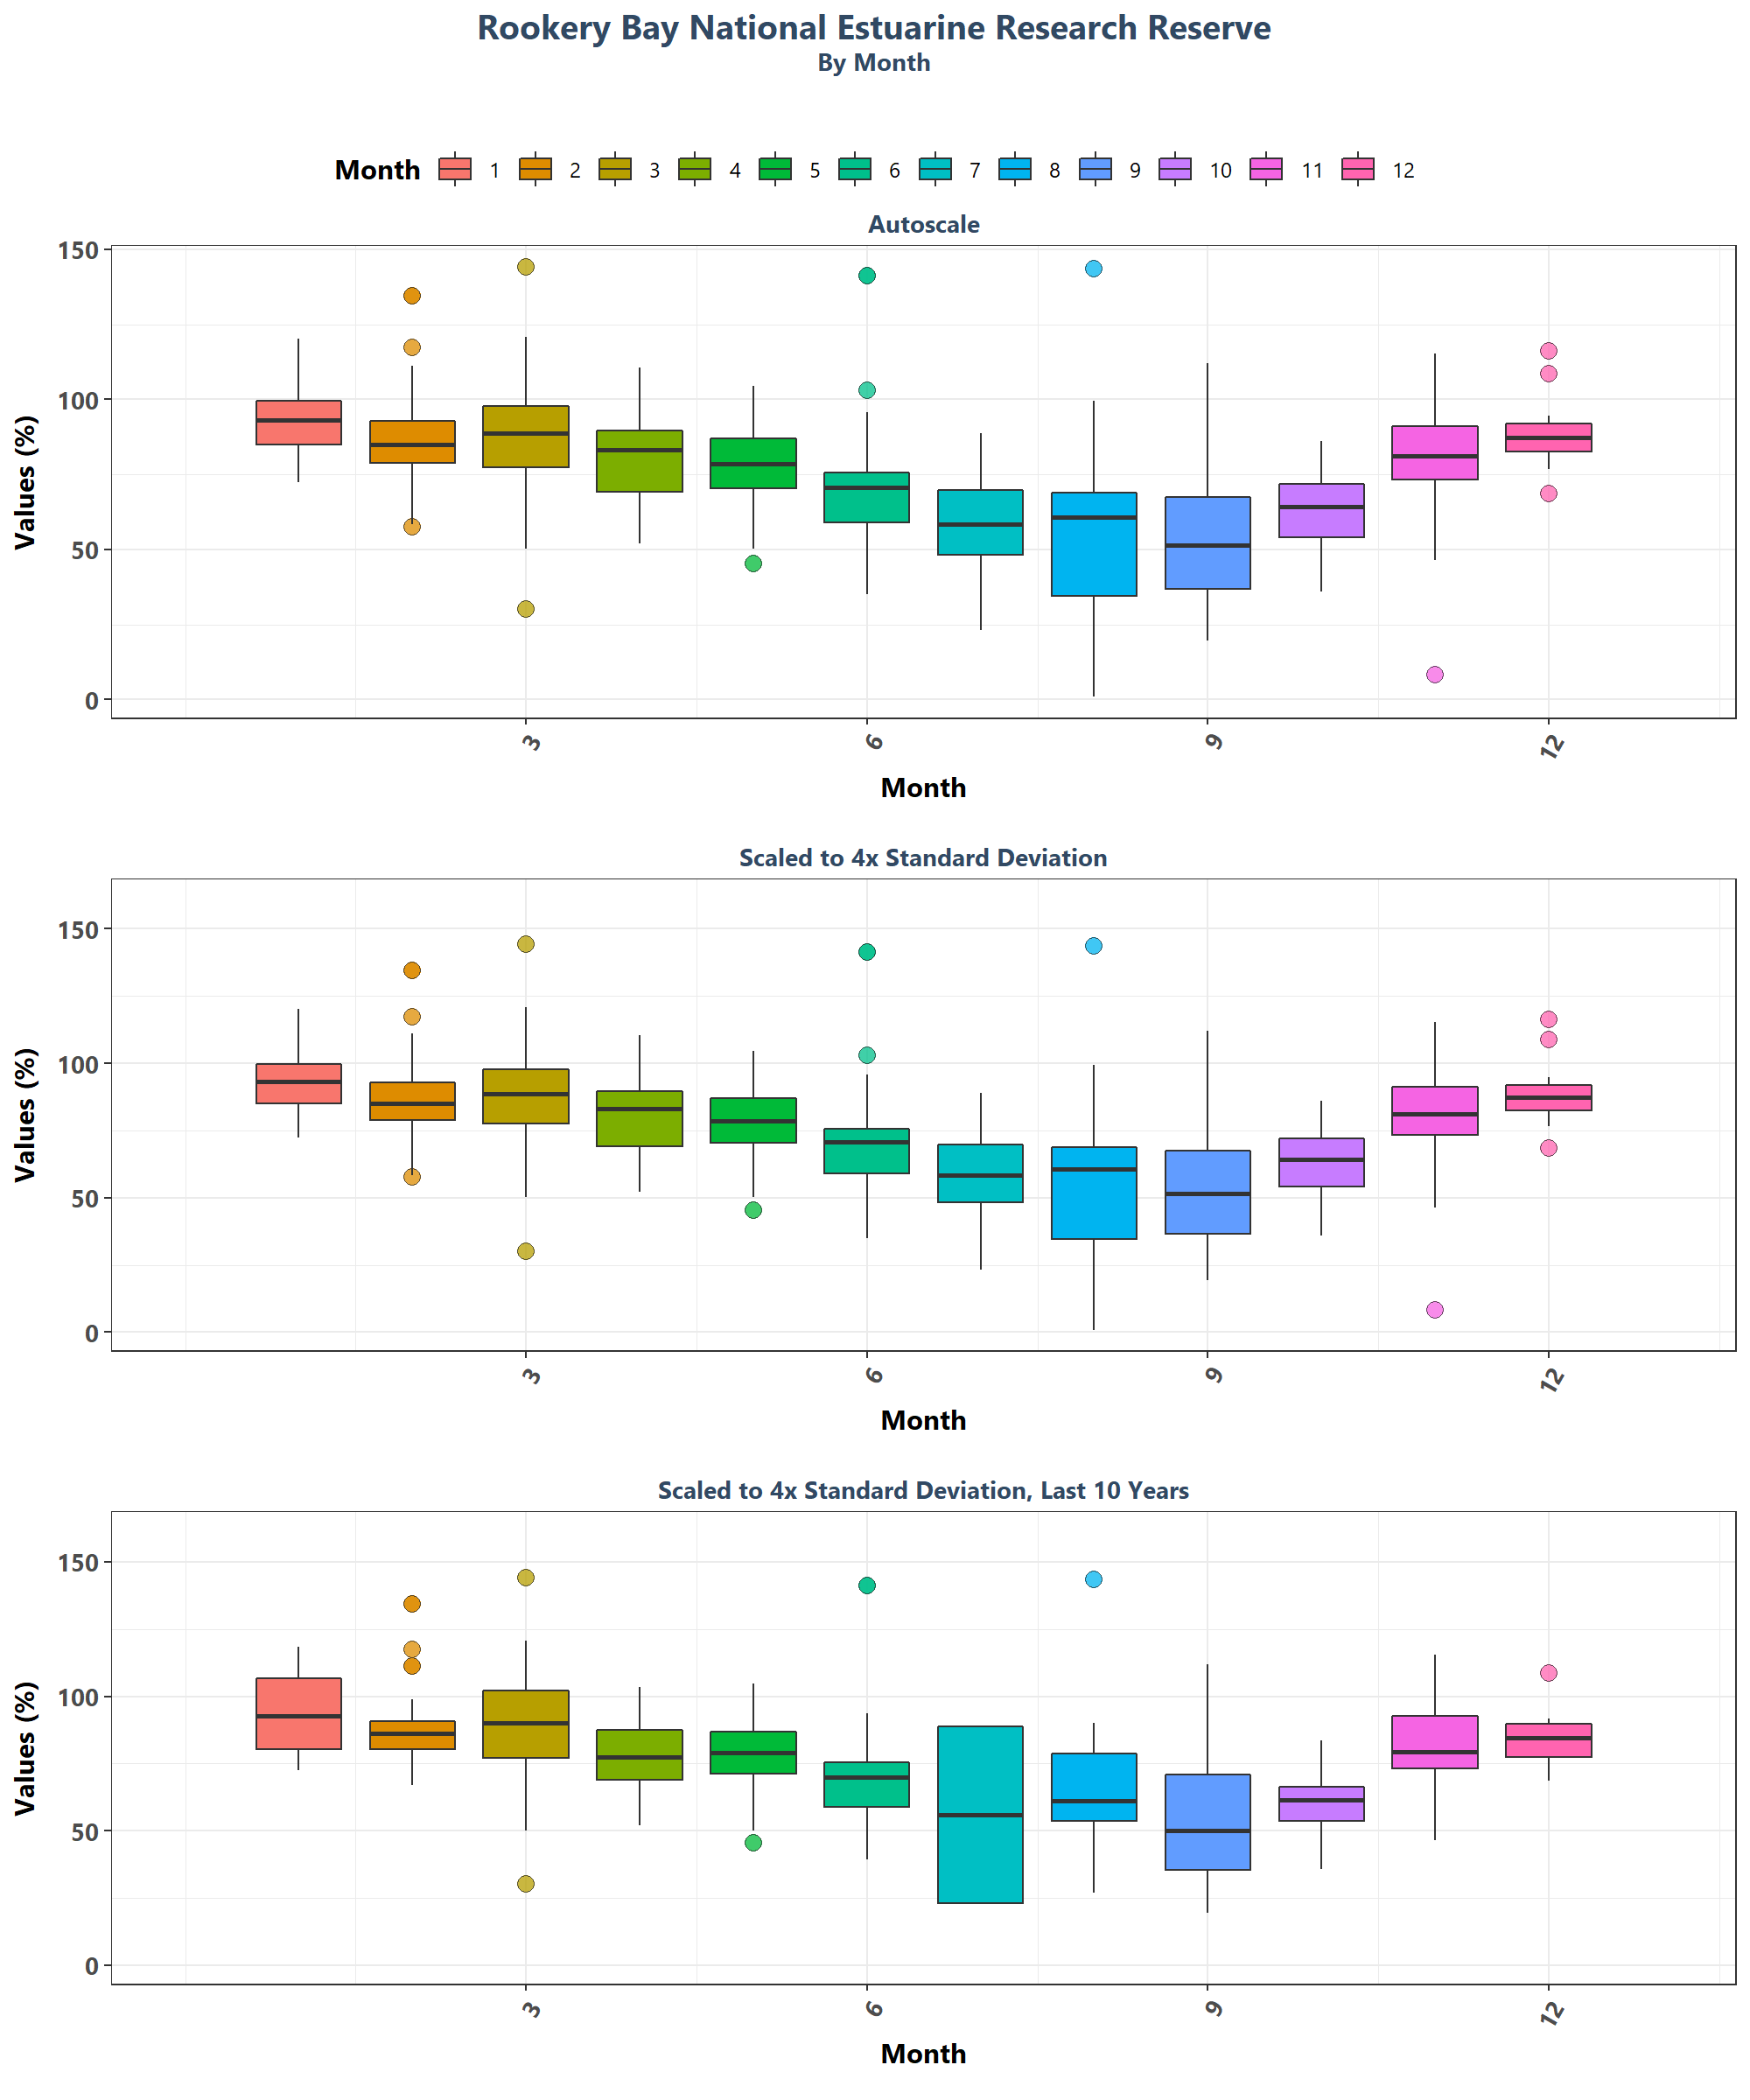 Rookery Bay National Estuarine Research Reserve
By Month
Month 1 2 3 4 5 6 7 8 9 10 11 12
Autoscale
Values (%)
150
100
50
0
3 6 9 12
Month
Scaled to 4x Standard Deviation
Values (%)
150
100
50
0
3 6 9 12
Month
Scaled to 4x Standard Deviation, Last 10 Years
Values (%)
150
100
50
0
3 6 9 12
Month